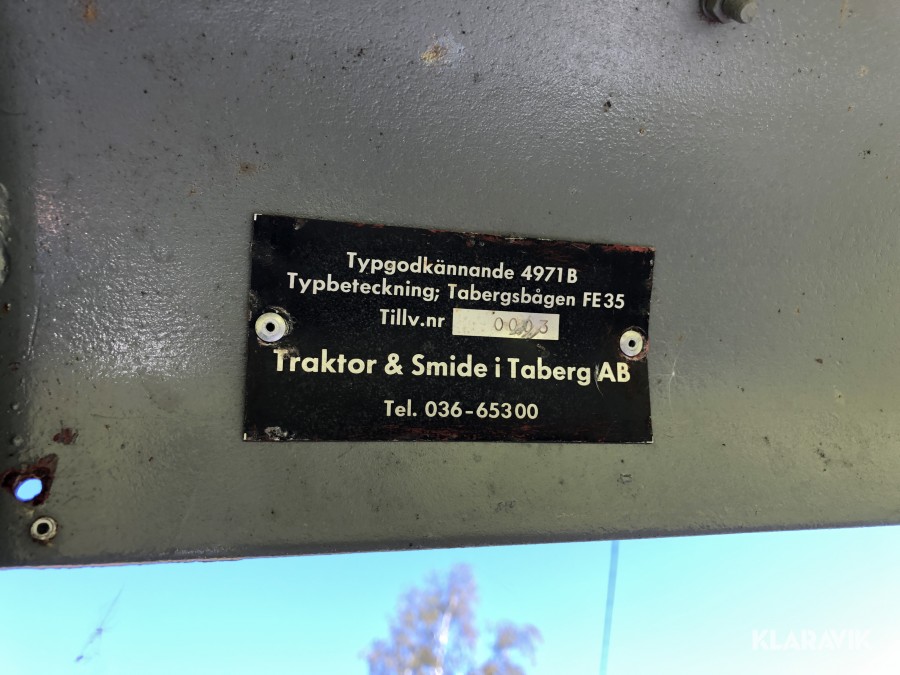 Typgodkännande 4971B
Typbeteckning; Tabergsbågen FE35
Tillv.nr 0003
Traktor & Smide i Taberg AB
Tel. 036-65300
KLARAVIK